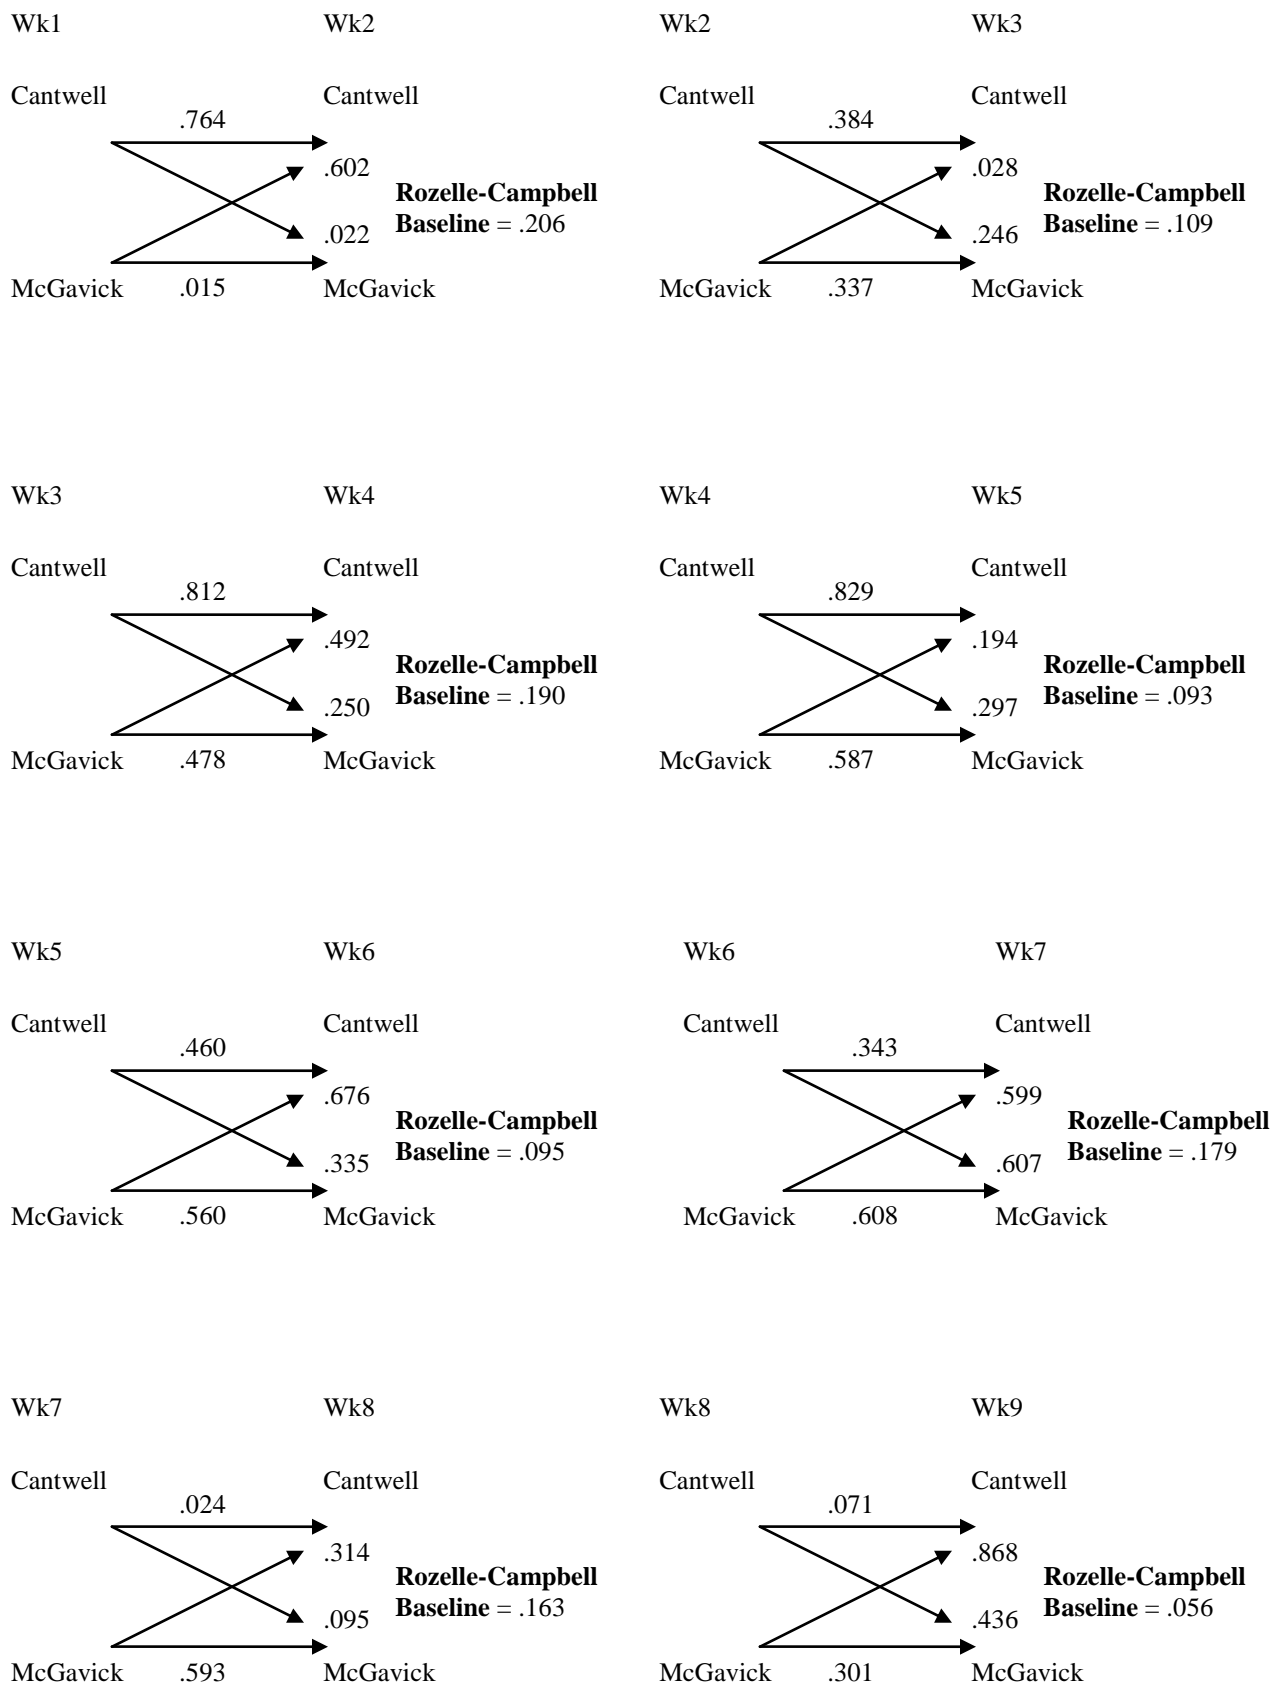 Wk1 Wk2 Wk2 Wk3
Cantwell Cantwell Cantwell Cantwell
.764 .384
.602 .028
Rozelle-Campbell Rozelle-Campbell
Baseline = .206 Baseline = .109
.022 .246
McGavick .015 McGavick McGavick .337 McGavick
Wk3 Wk4 Wk4 Wk5
Cantwell Cantwell Cantwell Cantwell
.812 .829
.492 .194
Rozelle-Campbell Rozelle-Campbell
Baseline = .190 Baseline = .093
.250 .297
McGavick .478 McGavick McGavick .587 McGavick
Wk5 Wk6 Wk6 Wk7
Cantwell Cantwell Cantwell Cantwell
.460 .343
.676 .599
Rozelle-Campbell Rozelle-Campbell
Baseline = .095 Baseline = .179
.335 .607
McGavick .560 McGavick McGavick .608 McGavick
Wk7 Wk8 Wk8 Wk9
Cantwell Cantwell Cantwell Cantwell
.024 .071
.314 .868
Rozelle-Campbell Rozelle-Campbell
Baseline = .163 Baseline = .056
.095 .436
McGavick .593 McGavick McGavick .301 McGavick